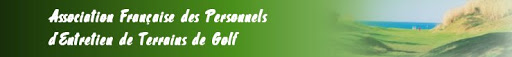 Association Française des Personnels
d'Entretien de Terrains de Golf